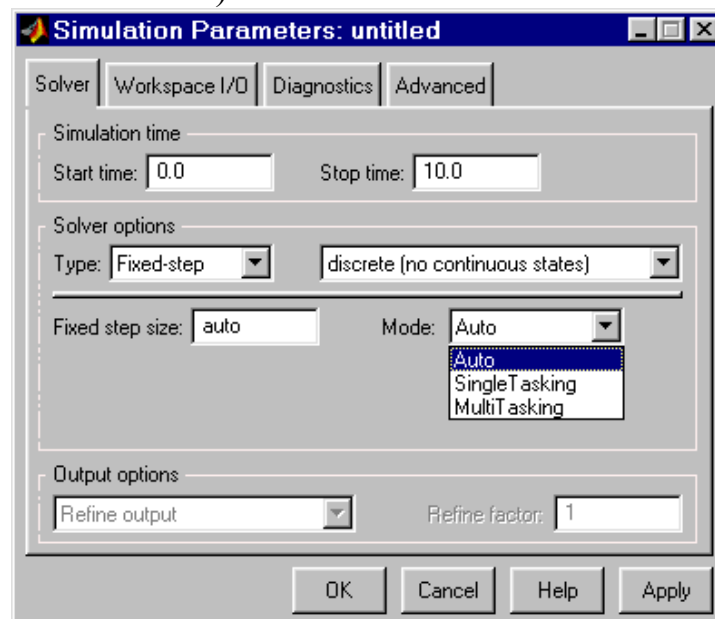 )
Simulation Parameters: untitled
Solver Workspace I/O Diagnostics Advanced
Simulation time
Start time: 0.0 Stop time: 10.0
Solver options
Type: Fixed-step discrete (no continuous states)
Fixed step size: auto Mode: Auto
Auto
SingleTasking
MultiTasking
Output options
Refine output Refine factor: 1
OK Cancel Help Apply